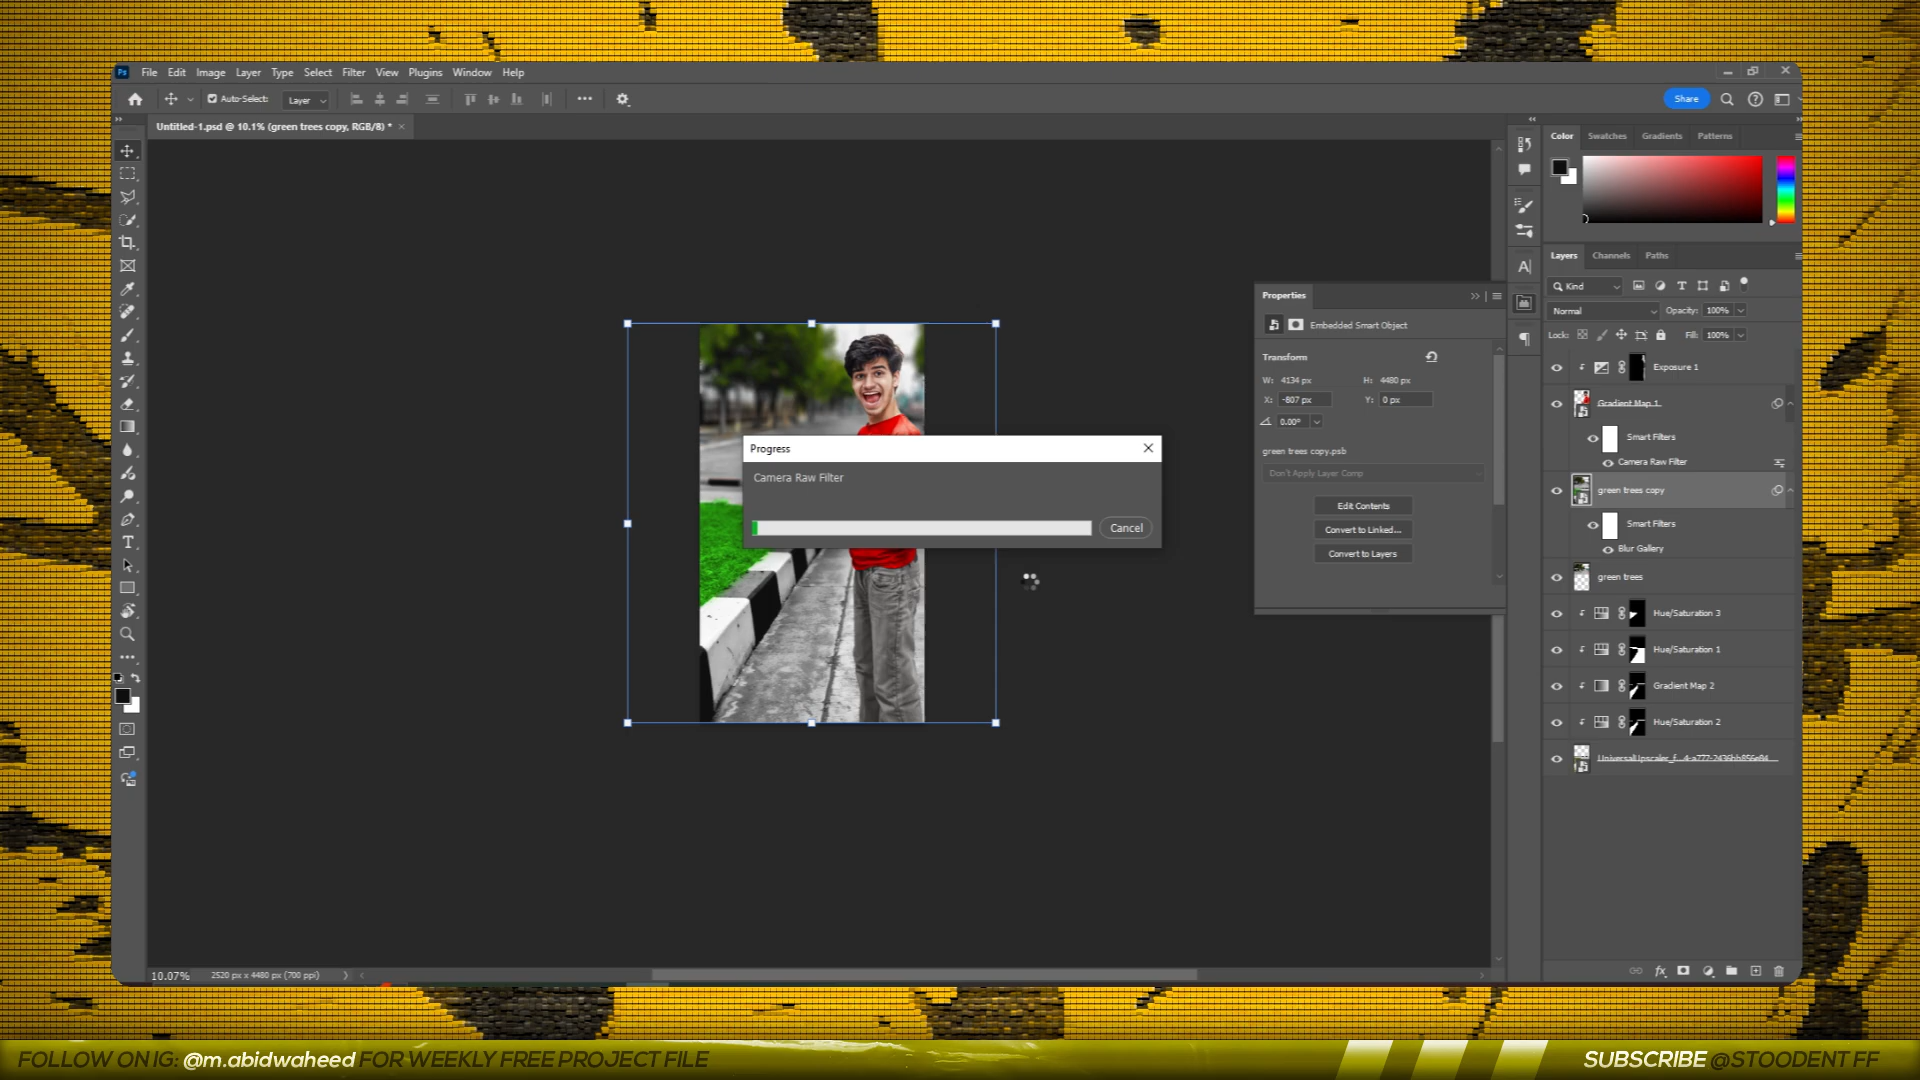 Ps File Edit Image Layer Type Select Filter View Plugins Window Help
Auto-Select: Layer Share
Untitled-1.psd @ 10.1% (green trees copy, RGB/8) *
Color Swatches Gradients Patterns
Layers Channels Paths
Kind
Normal Opacity: 100%
Lock: Fill: 100%
Exposure 1
Gradient Map 1
Smart Filters
Camera Raw Filter
green trees copy
Smart Filters
Blur Gallery
green trees
Hue/Saturation 3
Hue/Saturation 1
Gradient Map 2
Hue/Saturation 2
UniversalUpscaler_f...4-a777-2436bb856e84
Properties
Embedded Smart Object
Transform
W: 4134 px H: 4480 px
X: -807 px Y: 0 px
0.00°
green trees copy.psb
Don't Apply Layer Comp
Edit Contents
Convert to Linked...
Convert to Layers
Progress
Camera Raw Filter
Cancel
10.07% 2520 px x 4480 px (700 ppi)
FOLLOW ON IG: @m.abidwaheed FOR WEEKLY FREE PROJECT FILE
SUBSCRIBE @STOODENT FF